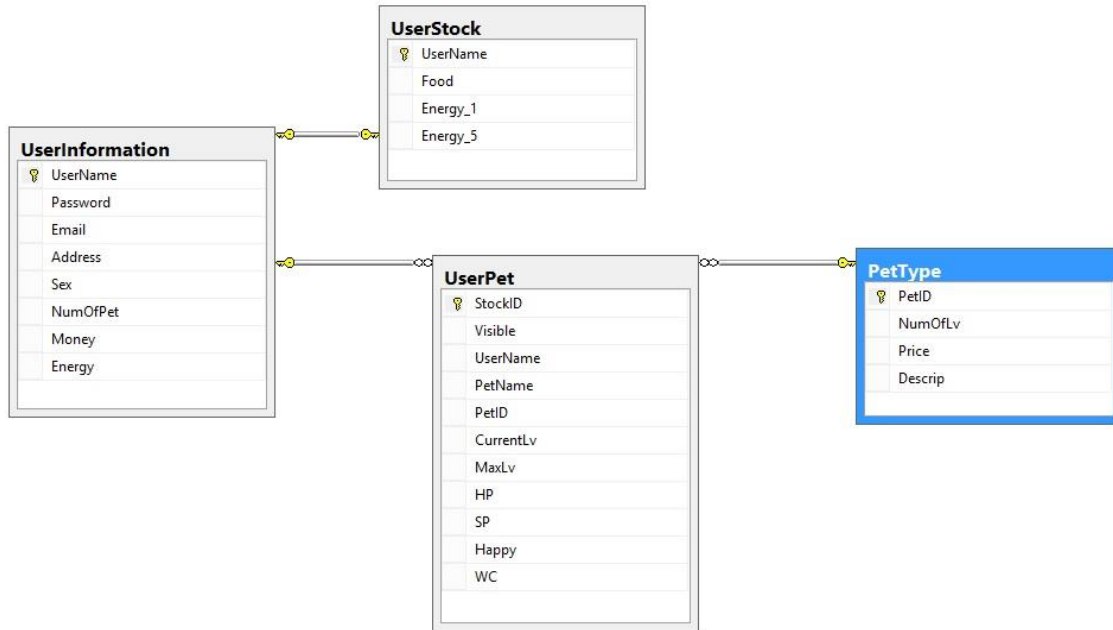 UserStock
UserName
Food
Energy_1
Energy_5
UserInformation
UserName
Password
Email
Address
Sex
NumOfPet
Money
Energy
UserPet
StockID
Visible
UserName
PetName
PetID
CurrentLv
MaxLv
HP
SP
Happy
WC
PetType
PetID
NumOfLv
Price
Descrip